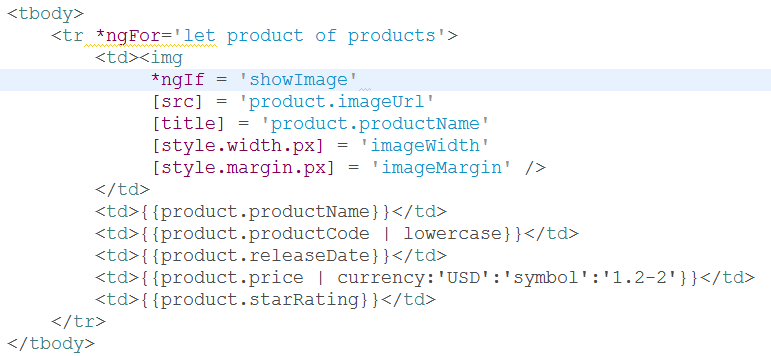 <tbody>
<tr *ngFor='let product of products'>
<td><img
*ngIf = 'showImage'
[src] = 'product.imageUrl'
[title] = 'product.productName'
[style.width.px] = 'imageWidth'
[style.margin.px] = 'imageMargin' />
</td>
<td>{{product.productName}}</td>
<td>{{product.productCode | lowercase}}</td>
<td>{{product.releaseDate}}</td>
<td>{{product.price | currency:'USD':'symbol':'1.2-2'}}</td>
<td>{{product.starRating}}</td>
</tr>
</tbody>